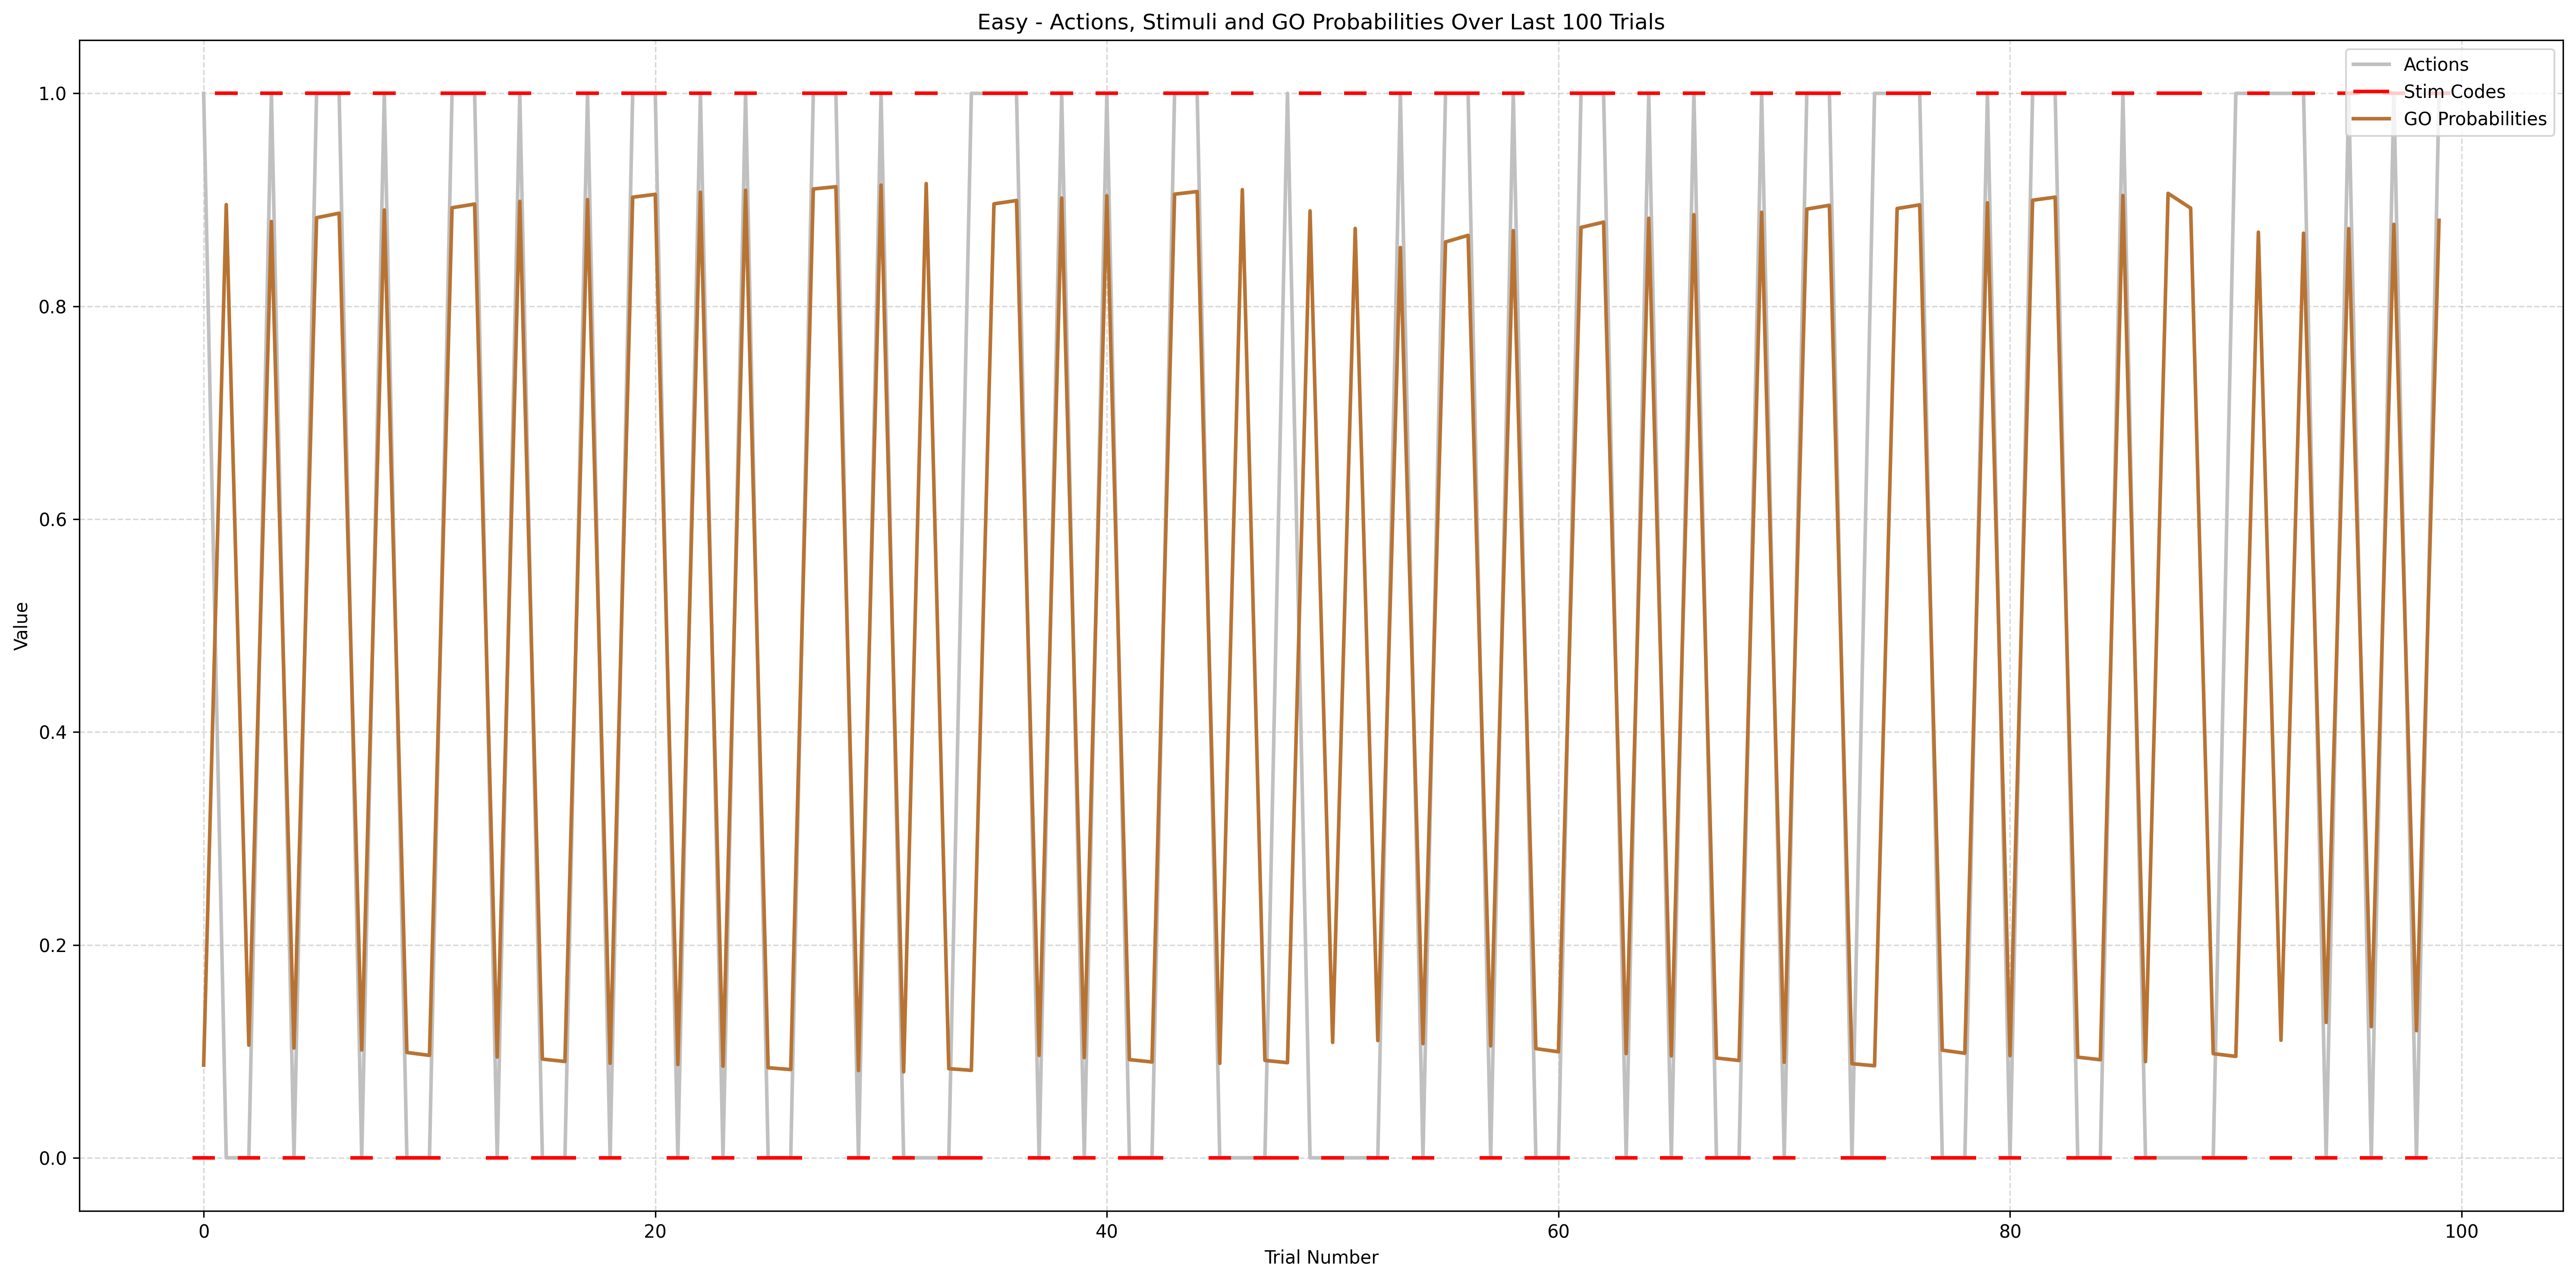 Easy - Actions, Stimuli and GO Probabilities Over Last 100 Trials
Actions
Stim Codes
GO Probabilities
1.0
0.8
0.6
0.4
0.2
0.0
Value
0 20 40 60 80 100
Trial Number